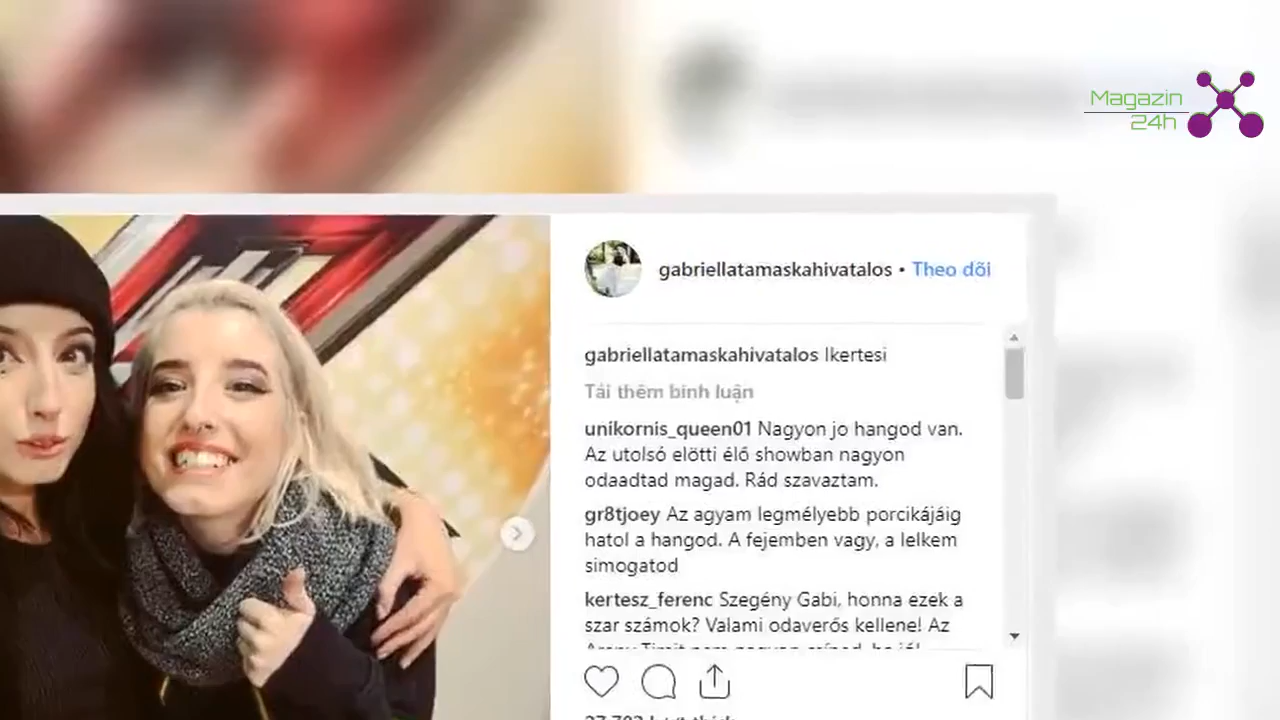 Magazin
24h
gabriellatamaskahivatalos • Theo dõi
gabriellatamaskahivatalos Ikertesi
Tải thêm bình luận
unikornis_queen01 Nagyon jo hangod van.
Az utolsó elötti élő showban nagyon
odaadtad magad. Rád szavaztam.
gr8tjoey Az agyam legmélyebb porcikájáig
hatol a hangod. A fejemben vagy, a lelkem
simogatod
kertesz_ferenc Szegény Gabi, honna ezek a
szar számok? Valami odaverős kellene! Az